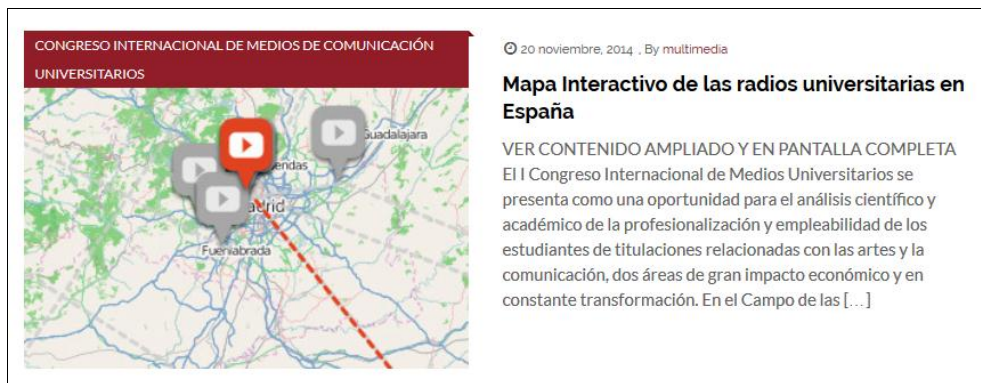 CONGRESO INTERNACIONAL DE MEDIOS DE COMUNICACIÓN
UNIVERSITARIOS
Guadalajara
Fuenlabrada
20 noviembre, 2014 , By multimedia
Mapa Interactivo de las radios universitarias en
España
VER CONTENIDO AMPLIADO Y EN PANTALLA COMPLETA
El I Congreso Internacional de Medios Universitarios se
presenta como una oportunidad para el análisis científico y
académico de la profesionalización y empleabilidad de los
estudiantes de titulaciones relacionadas con las artes y la
comunicación, dos áreas de gran impacto económico y en
constante transformación. En el Campo de las [...]